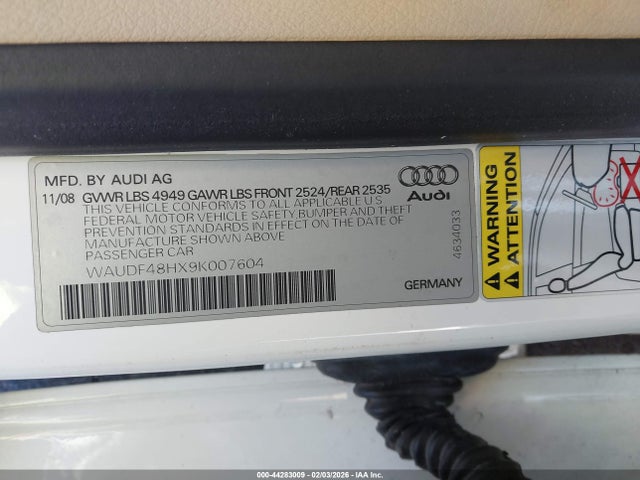 MFD. BY AUDI AG
11/08 GVWR LBS 4949 GAWR LBS FRONT 2524/REAR 2535
THIS VEHICLE CONFORMS TO ALL APPLICABLE U.S
FEDERAL MOTOR VEHICLE SAFETY, BUMPER AND THEFT
PREVENTION STANDARDS IN EFFECT ON THE DATE OF
MANUFACTURE SHOWN ABOVE
PASSENGER CAR
WAUDF48HX9K007604
Audi
4634033
GERMANY
WARNING
ATTENTION
000-44283009 - 02/03/2026 - IAA Inc.